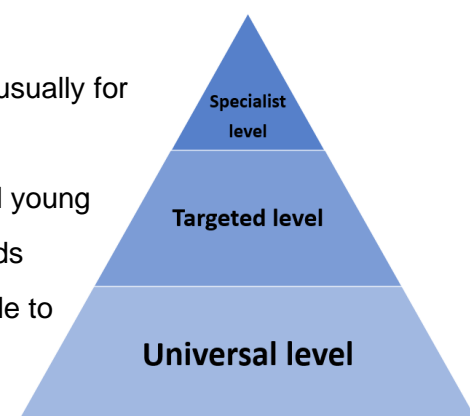 usually for
l young
ds
le to
Specialist
level
Targeted level
Universal level